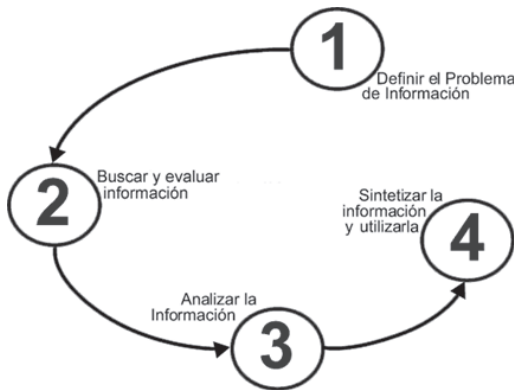 1
Definir el Problema
de Información
2
Buscar y evaluar
información
3
Analizar la
Información
4
Sintetizar la
información
y utilizarla